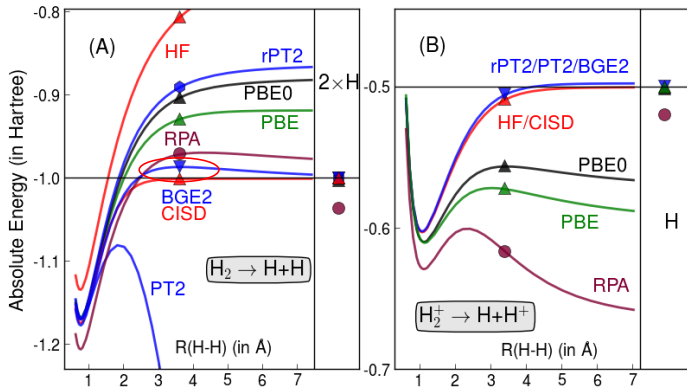 Absolute Energy (in Hartree)
-0.8
-0.9
-1.0
-1.1
-1.2
(A)
HF
rPT2
PBE0
PBE
RPA
BGE2
CISD
PT2
H₂ → H+H
R(H-H) (in Å)
1 2 3 4 5 6 7
2×H
-0.5
-0.6
-0.7
(B)
rPT2/PT2/BGE2
HF/CISD
PBE0
PBE
RPA
H₂⁺ → H+H⁺
R(H-H) (in Å)
1 2 3 4 5 6 7
H